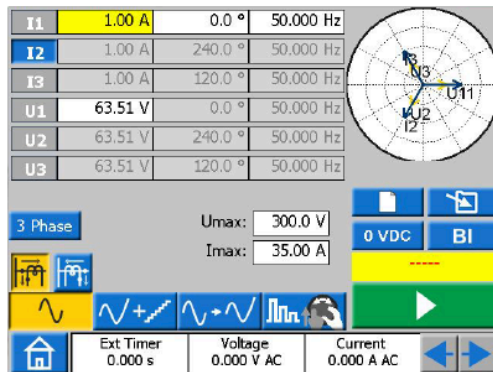 I1 1.00 A 0.0 ° 50.000 Hz
I2 1.00 A 240.0 ° 50.000 Hz
I3 1.00 A 120.0 ° 50.000 Hz
U1 63.51 V 0.0 ° 50.000 Hz
U2 63.51 V 240.0 ° 50.000 Hz
U3 63.51 V 120.0 ° 50.000 Hz
I3
U3
U11
U2
I2
3 Phase
Umax: 300.0 V
Imax: 35.00 A
0 VDC BI
-----
Ext Timer Voltage Current
0.000 s 0.000 V AC 0.000 A AC